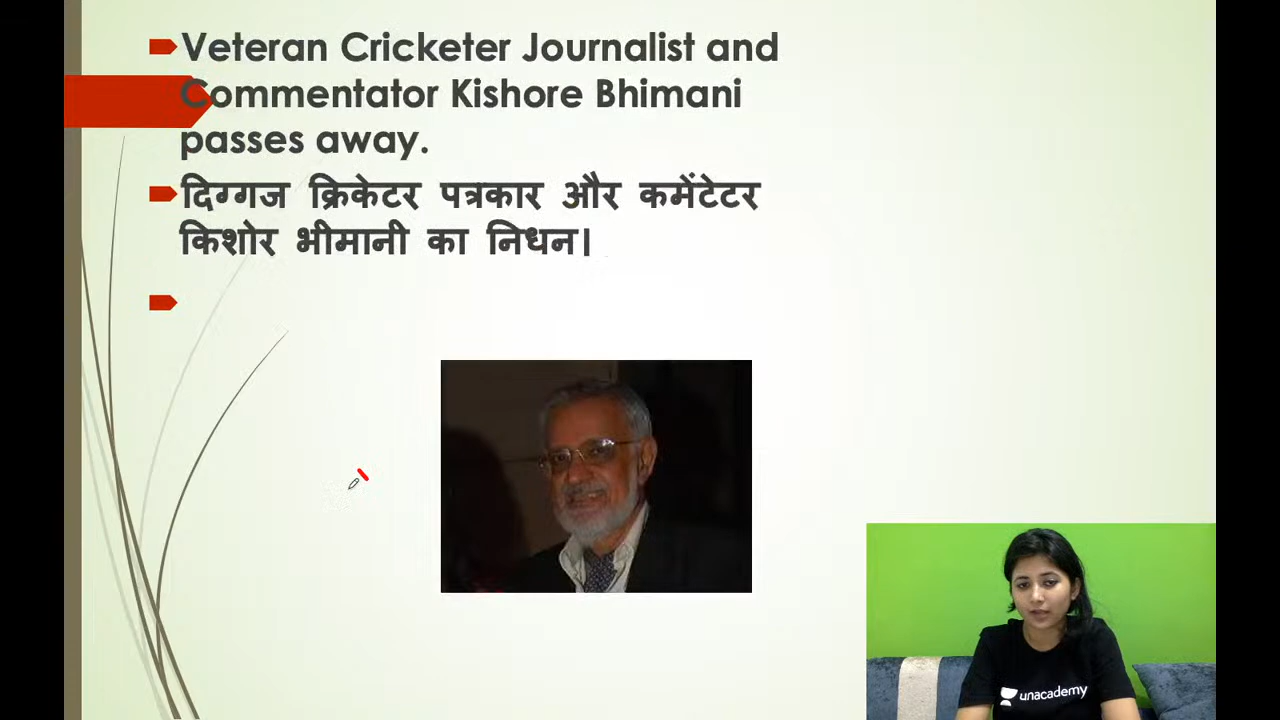 Veteran Cricketer Journalist and
Commentator Kishore Bhimani
passes away.
दिग्गज क्रिकेटर पत्रकार और कमेंटेटर
किशोर भीमानी का निधन।
unacademy